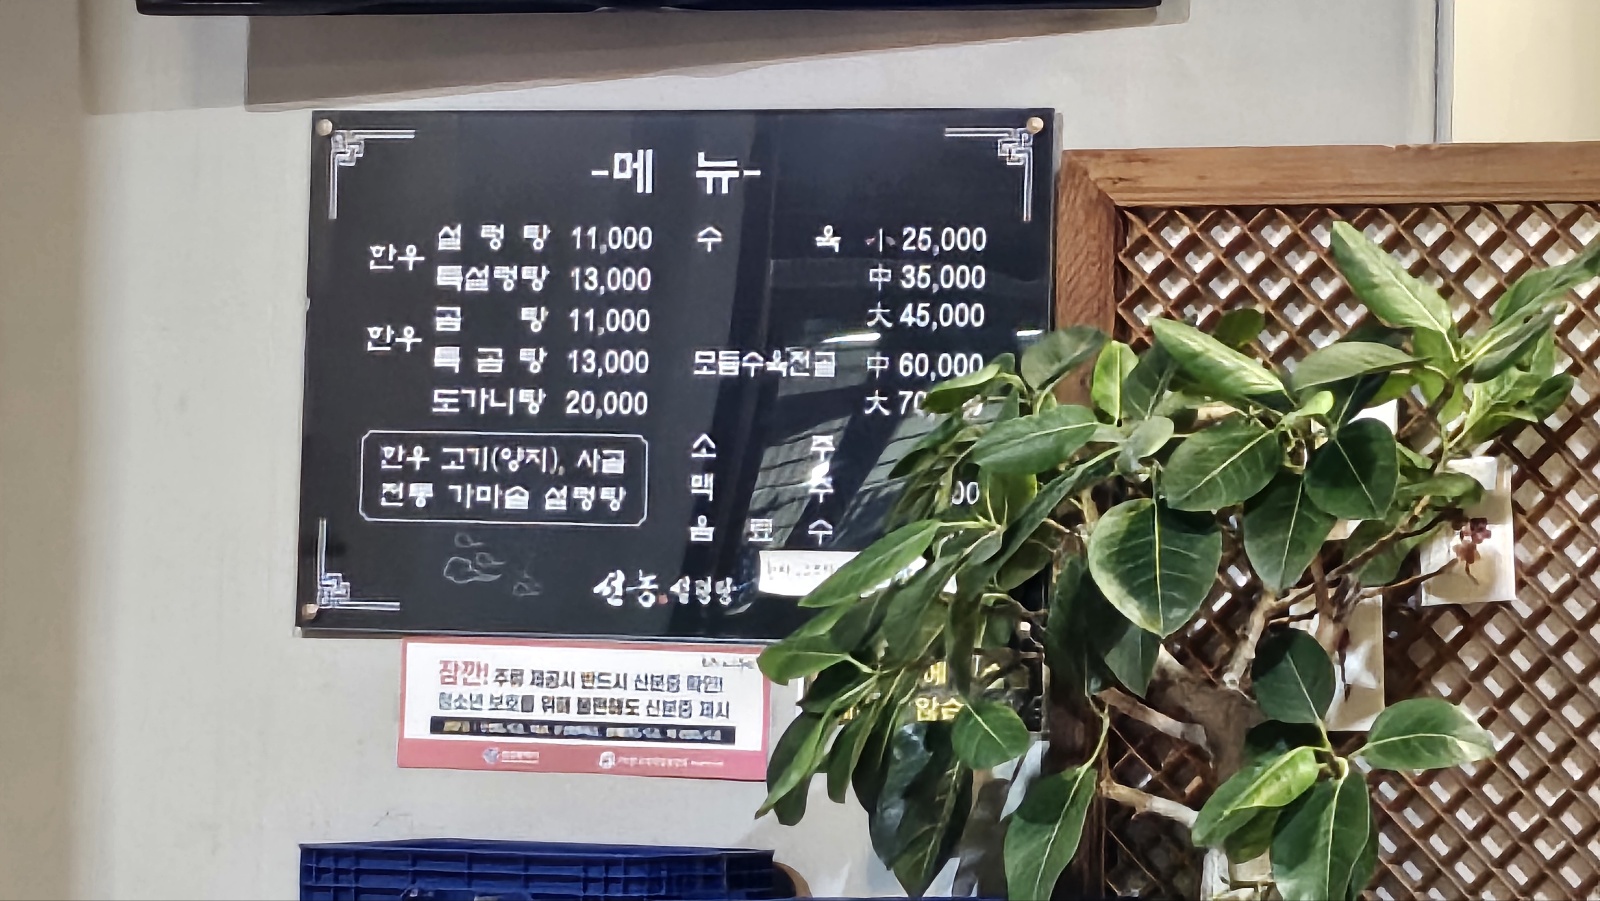 -메 뉴-
한우 설 렁 탕 11,000
특설렁탕 13,000
한우 곰 탕 11,000
특 곰 탕 13,000
도가니탕 20,000
한우 고기(양지), 사골
전통 가마솥 설렁탕
수 육 小 25,000
中 35,000
大 45,000
모듬수육전골 中 60,000
大
소 주
맥 주
음 료 수
선농 설렁탕
잠깐! 주류 제공시 반드시 신분증 확인!
청소년 보호를 위해 불편해도 신분증 제시